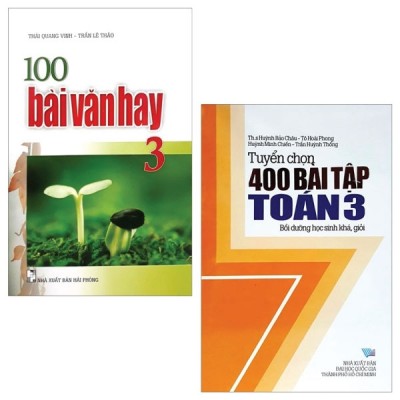 THÁI QUANG VINH - TRẦN LÊ THẢO
100
bài văn hay
3
NHÀ XUẤT BẢN HẢI PHÒNG
Th.s Huỳnh Bảo Châu - Tô Hoài Phong
Huỳnh Minh Chiến - Trần Huỳnh Thống
Tuyển chọn
400 BÀI TẬP
TOÁN 3
Bồi dưỡng học sinh khá, giỏi
NHÀ XUẤT BẢN
ĐẠI HỌC QUỐC GIA
THÀNH PHỐ HỒ CHÍ MINH